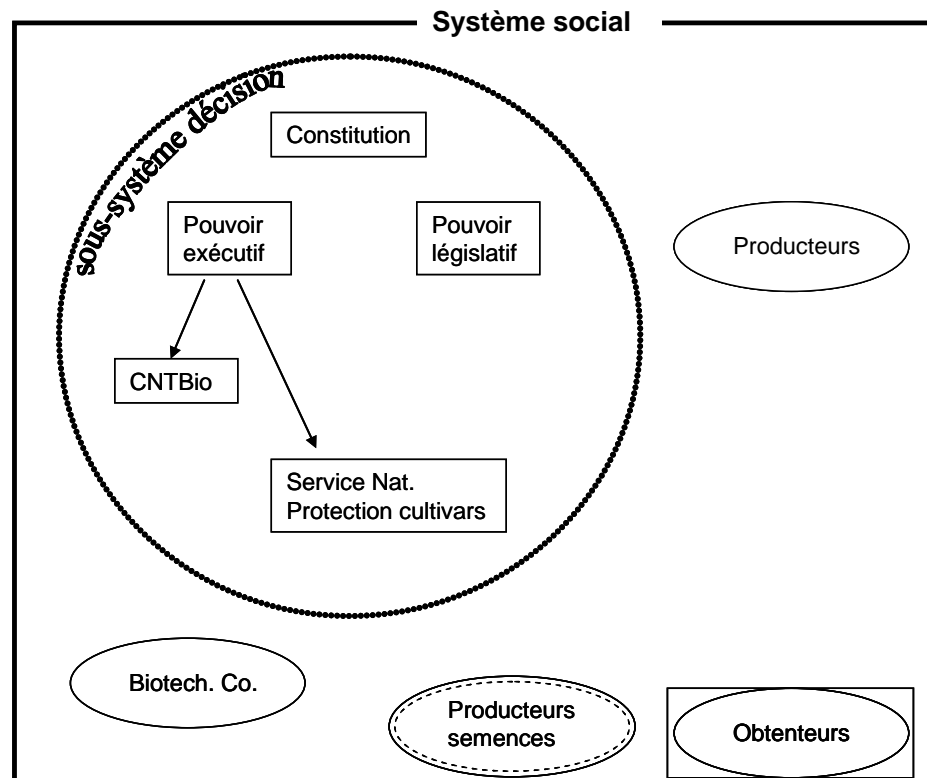 Système social
sous-système décision
Constitution
Pouvoir
exécutif
Pouvoir
législatif
Producteurs
CNTBio
Service Nat.
Protection cultivars
Biotech. Co.
Producteurs
semences
Obtenteurs